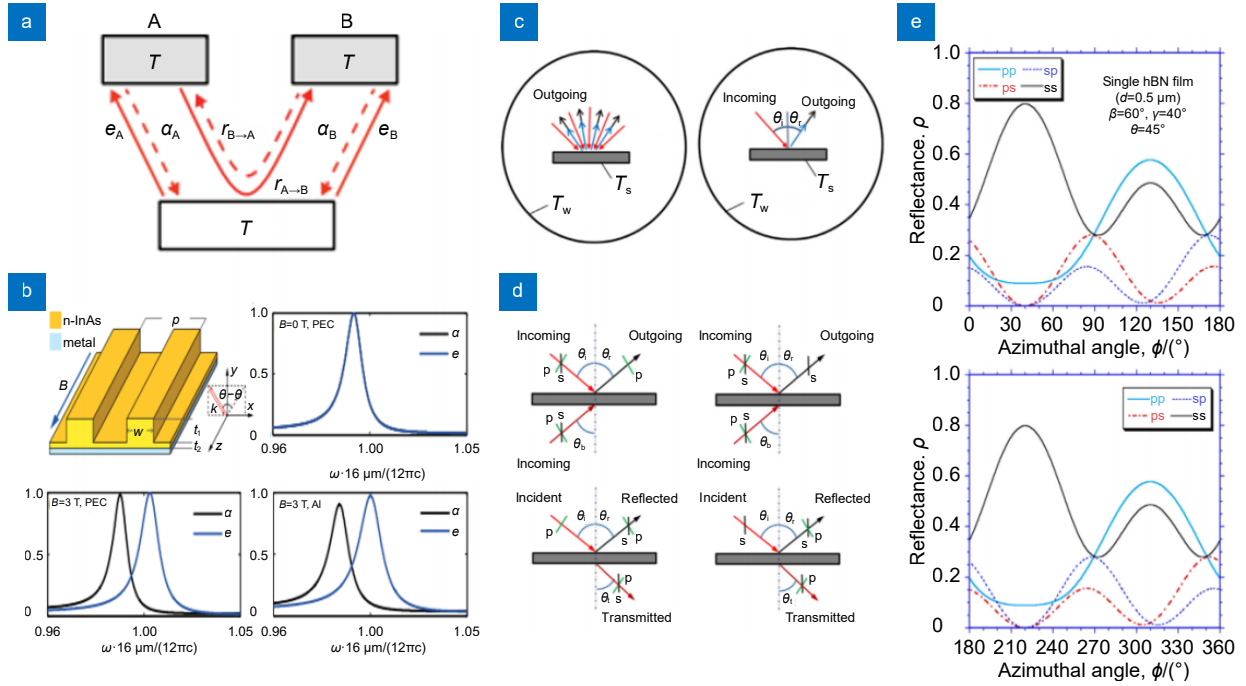 a
A
B
T
T
e_A
α_A
r_B→A
α_B
e_B
r_A→B
T
b
n-InAs
metal
p
B
w
t₁
t₂
y
θ
-θ
k
x
z
B=0 T, PEC
α
e
1.0
0.5
0
0.96
1.00
1.05
ω·16 μm/(12πc)
B=3 T, PEC
α
e
1.0
0.5
0
0.96
1.00
1.05
ω·16 μm/(12πc)
B=3 T, Al
α
e
1.0
0.5
0
0.96
1.00
1.05
ω·16 μm/(12πc)
c
Outgoing
T_s
T_w
Incoming
Outgoing
θ_i
θ_r
T_s
T_w
d
Incoming
Outgoing
θ_i
θ_r
p
s
p
s
p
θ_b
Incoming
Incoming
Outgoing
θ_i
θ_r
p
s
s
s
p
θ_b
Incoming
Incident
Reflected
θ_i
θ_r
p
s
p
θ_t
s
p
Transmitted
Incident
Reflected
θ_i
θ_r
s
s
p
θ_t
s
p
Transmitted
e
pp
sp
ps
ss
Single hBN film
(d=0.5 μm)
β=60°, γ=40°
θ=45°
Reflectance. ρ
1.0
0.8
0.6
0.4
0.2
0
0
30
60
90
120
150
180
Azimuthal angle, ϕ/(°)
pp
sp
ps
ss
Reflectance. ρ
1.0
0.8
0.6
0.4
0.2
0
180
210
240
270
300
330
360
Azimuthal angle, ϕ/(°)